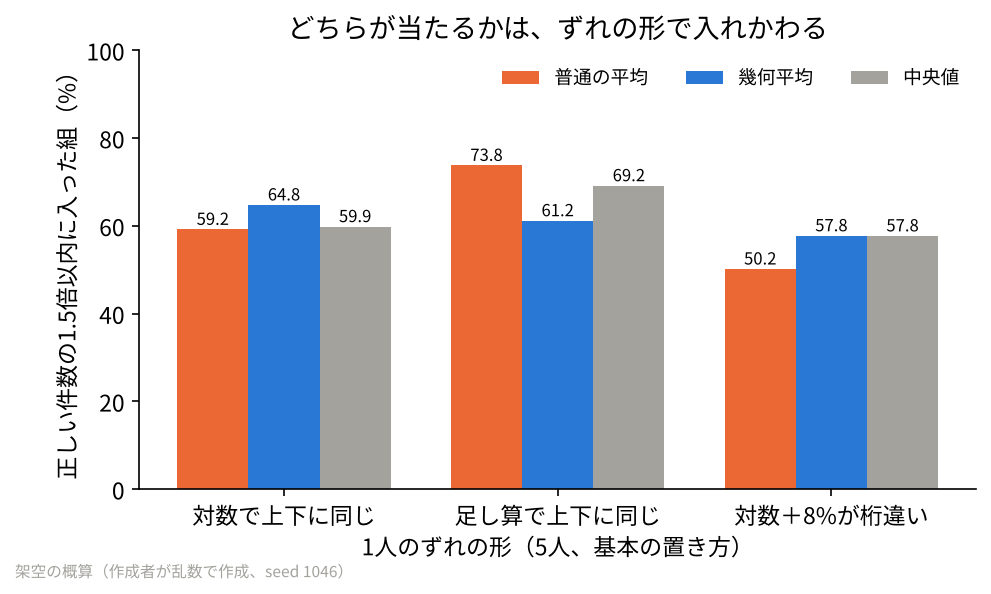 どちらが当たるかは、ずれの形で入れかわる
正しい件数の1.5倍以内に入った組（%）
100
80
60
40
20
0
普通の平均
幾何平均
中央値
59.2
64.8
59.9
73.8
61.2
69.2
50.2
57.8
57.8
対数で上下に同じ
足し算で上下に同じ
対数＋8%が桁違い
1人のずれの形（5人、基本の置き方）
架空の概算（作成者が乱数で作成、seed 1046）